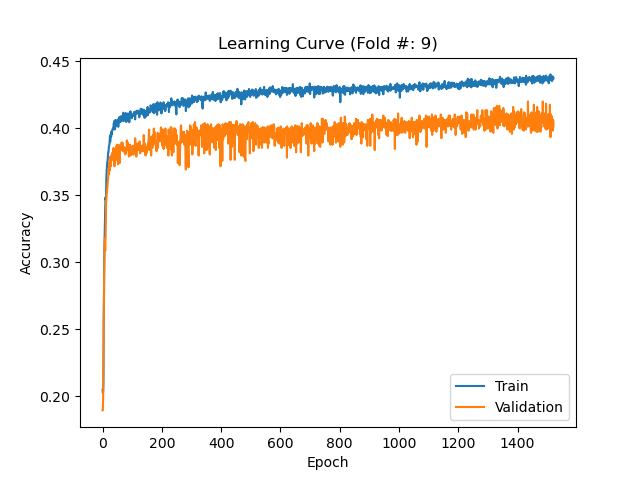 Learning Curve (Fold #: 9)
0.45
0.40
0.35
0.30
0.25
0.20
Accuracy
0 200 400 600 800 1000 1200 1400
Epoch
Train
Validation